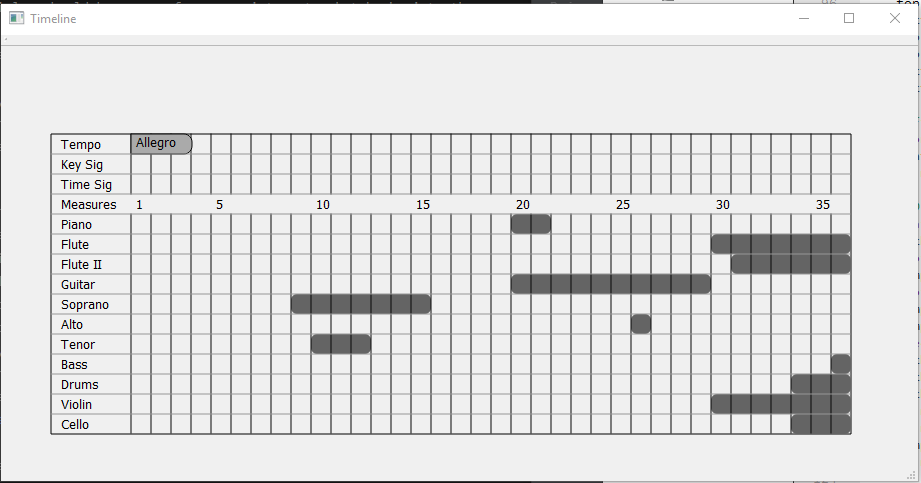 Timeline
Tempo Allegro
Key Sig
Time Sig
Measures 1 5 10 15 20 25 30 35
Piano
Flute
Flute II
Guitar
Soprano
Alto
Tenor
Bass
Drums
Violin
Cello